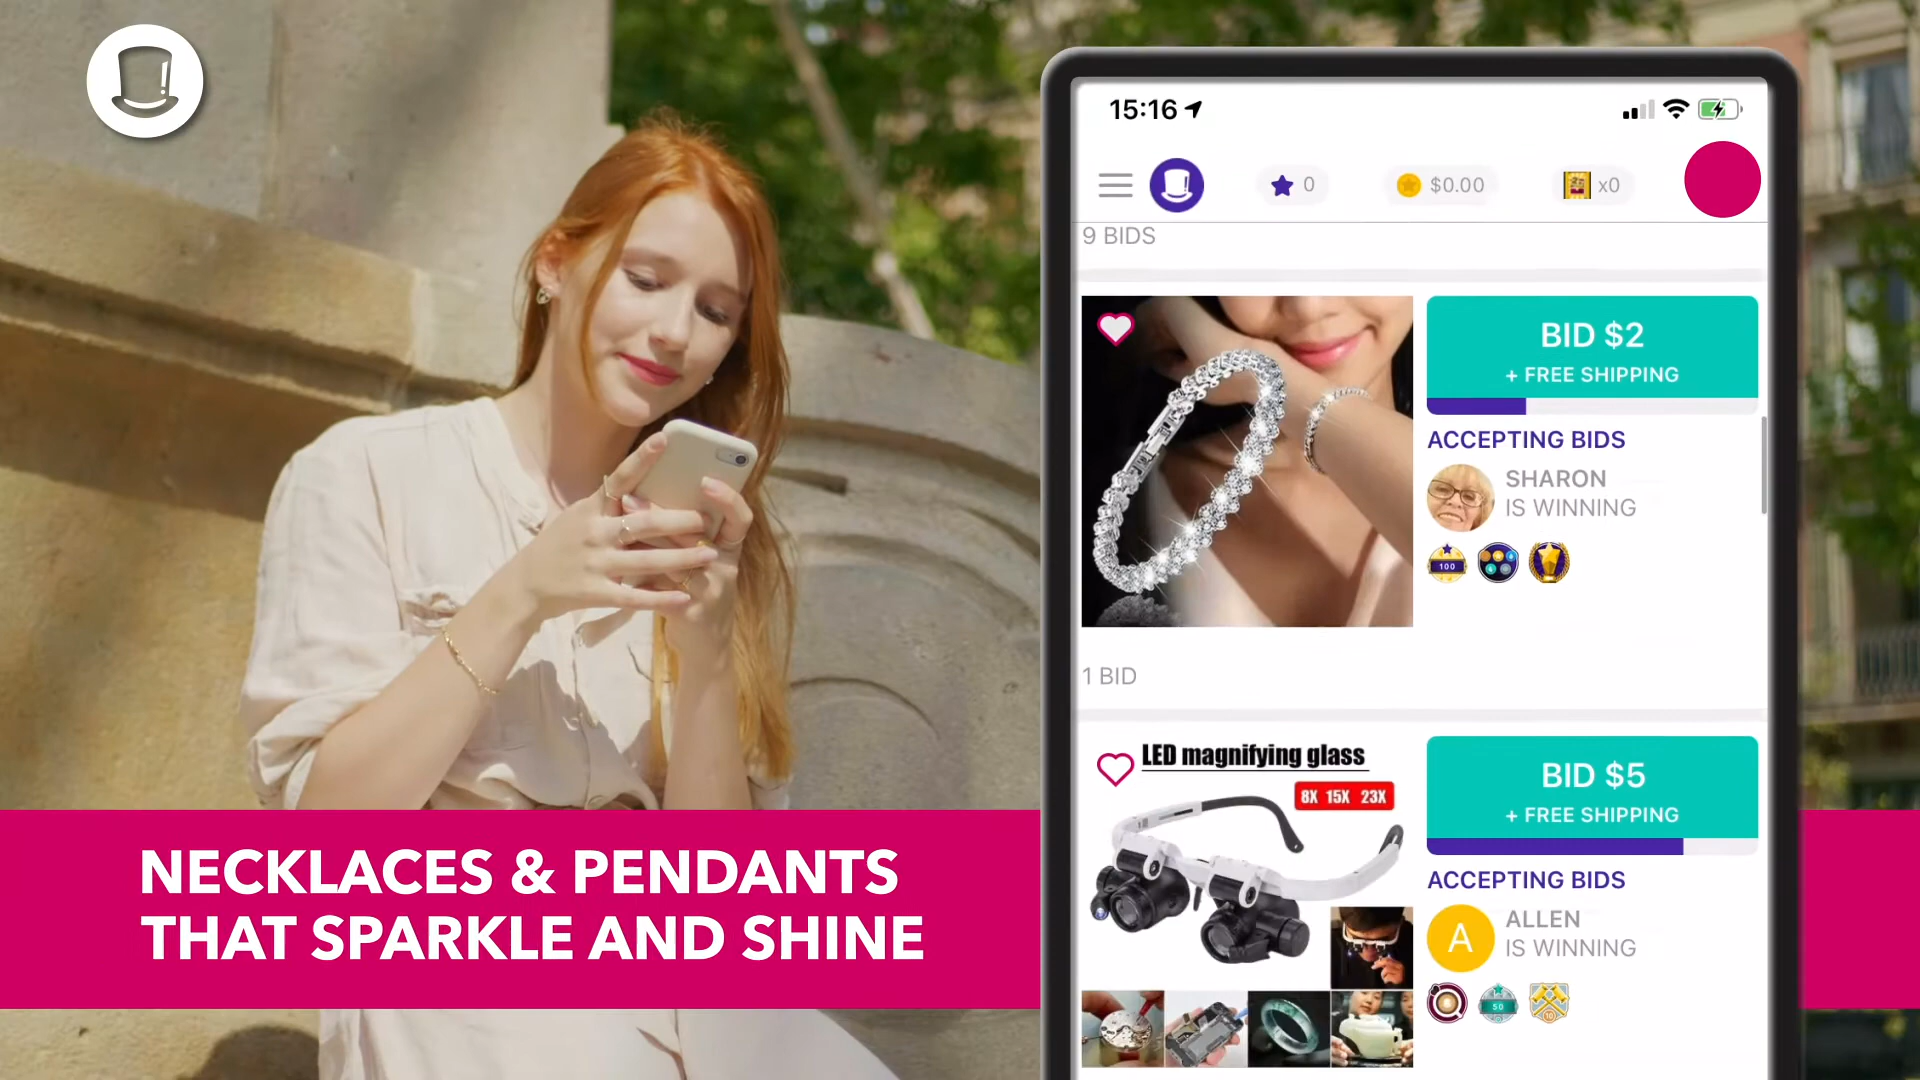 15:16
0
$0.00
x0
9 BIDS
BID $2
+ FREE SHIPPING
ACCEPTING BIDS
SHARON
IS WINNING
100
1 BID
LED magnifying glass
8X 15X 23X
BID $5
+ FREE SHIPPING
ACCEPTING BIDS
A
ALLEN
IS WINNING
50
10
NECKLACES & PENDANTS
THAT SPARKLE AND SHINE